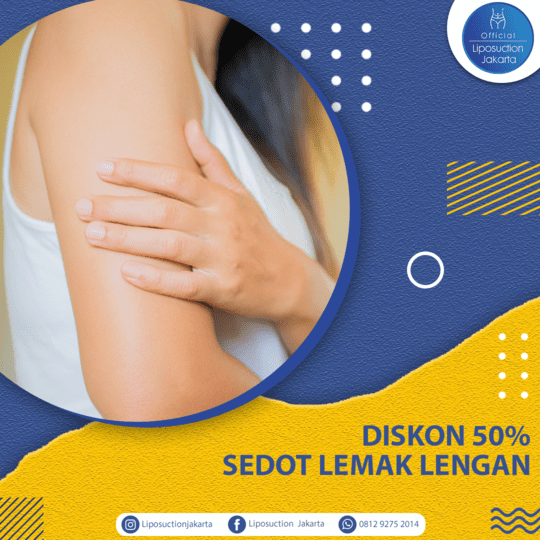 Official
Liposuction
Jakarta
DISKON 50%
SEDOT LEMAK LENGAN
Liposuctionjakarta
Liposuction Jakarta
0812 9275 2014